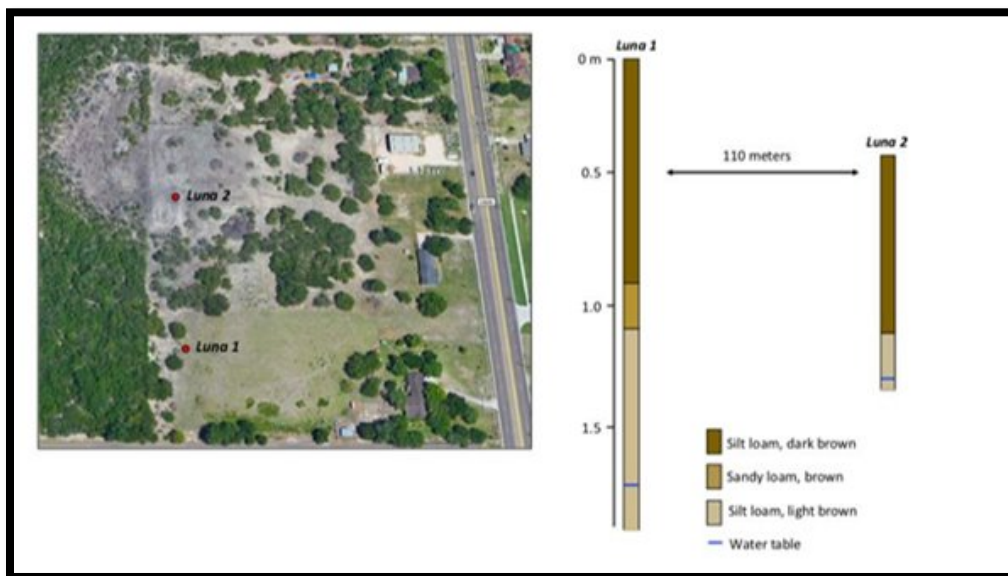 Luna 1
0 m
Luna 2
110 meters
0.5
Luna 2
1.0
Luna 1
1.5
Silt loam, dark brown
Sandy loam, brown
Silt loam, light brown
Water table